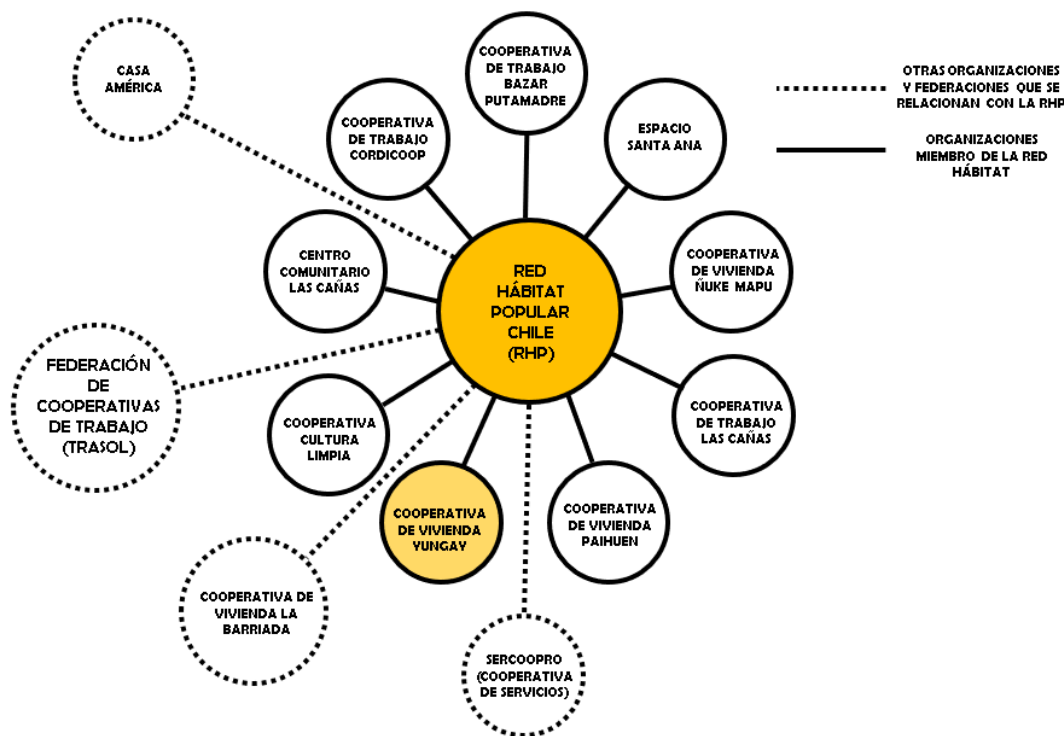 CASA
AMÉRICA
COOPERATIVA
DE TRABAJO
BAZAR
PUTAMADRE
OTRAS ORGANIZACIONES
Y FEDERACIONES QUE SE
RELACIONAN CON LA RHP
ORGANIZACIONES
MIEMBRO DE LA RED
HÁBITAT
COOPERATIVA
DE TRABAJO
CORDICOOP
ESPACIO
SANTA ANA
CENTRO
COMUNITARIO
LAS CAÑAS
RED
HÁBITAT
POPULAR
CHILE
(RHP)
COOPERATIVA
DE VIVIENDA
ÑUKE MAPU
FEDERACIÓN
DE
COOPERATIVAS
DE TRABAJO
(TRASOL)
COOPERATIVA
CULTURA
LIMPIA
COOPERATIVA
DE TRABAJO
LAS CAÑAS
COOPERATIVA
DE VIVIENDA
YUNGAY
COOPERATIVA
DE VIVIENDA
PAIHUEN
COOPERATIVA DE
VIVIENDA LA
BARRIADA
SERCOOPRO
(COOPERATIVA
DE SERVICIOS)